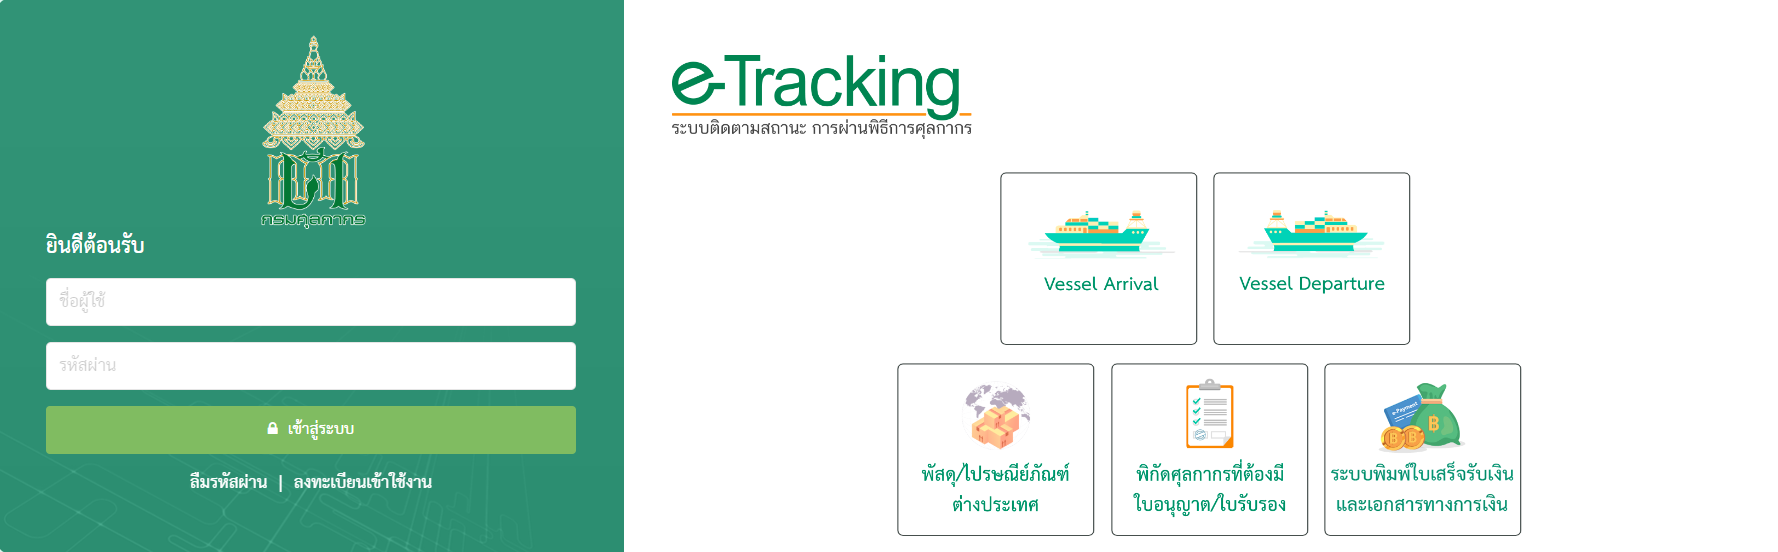 กรมศุลกากร
ยินดีต้อนรับ
ชื่อผู้ใช้
รหัสผ่าน
เข้าสู่ระบบ
ลืมรหัสผ่าน | ลงทะเบียนเข้าใช้งาน
e-Tracking
ระบบติดตามสถานะ การผ่านพิธีการศุลกากร
Vessel Arrival
Vessel Departure
พัสดุ/ไปรษณีย์ภัณฑ์
ต่างประเทศ
พิกัดศุลกากรที่ต้องมี
ใบอนุญาต/ใบรับรอง
e-Payment
ระบบพิมพ์ใบเสร็จรับเงิน
และเอกสารทางการเงิน